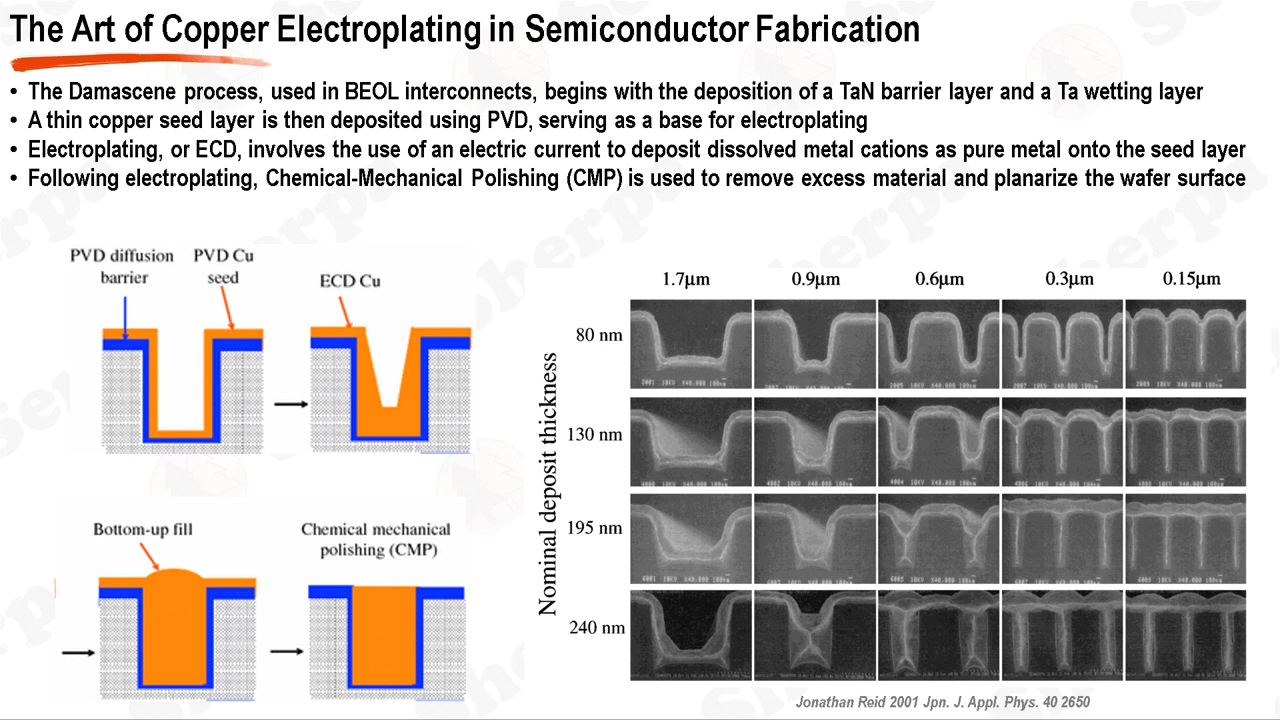 The Art of Copper Electroplating in Semiconductor Fabrication
• The Damascene process, used in BEOL interconnects, begins with the deposition of a TaN barrier layer and a Ta wetting layer
• A thin copper seed layer is then deposited using PVD, serving as a base for electroplating
• Electroplating, or ECD, involves the use of an electric current to deposit dissolved metal cations as pure metal onto the seed layer
• Following electroplating, Chemical-Mechanical Polishing (CMP) is used to remove excess material and planarize the wafer surface
PVD diffusion
barrier
PVD Cu
seed
ECD Cu
Bottom-up fill
Chemical mechanical
polishing (CMP)
1.7µm 0.9µm 0.6µm 0.3µm 0.15µm
Nominal deposit thickness
80 nm
130 nm
195 nm
240 nm
Jonathan Reid 2001 Jpn. J. Appl. Phys. 40 2650